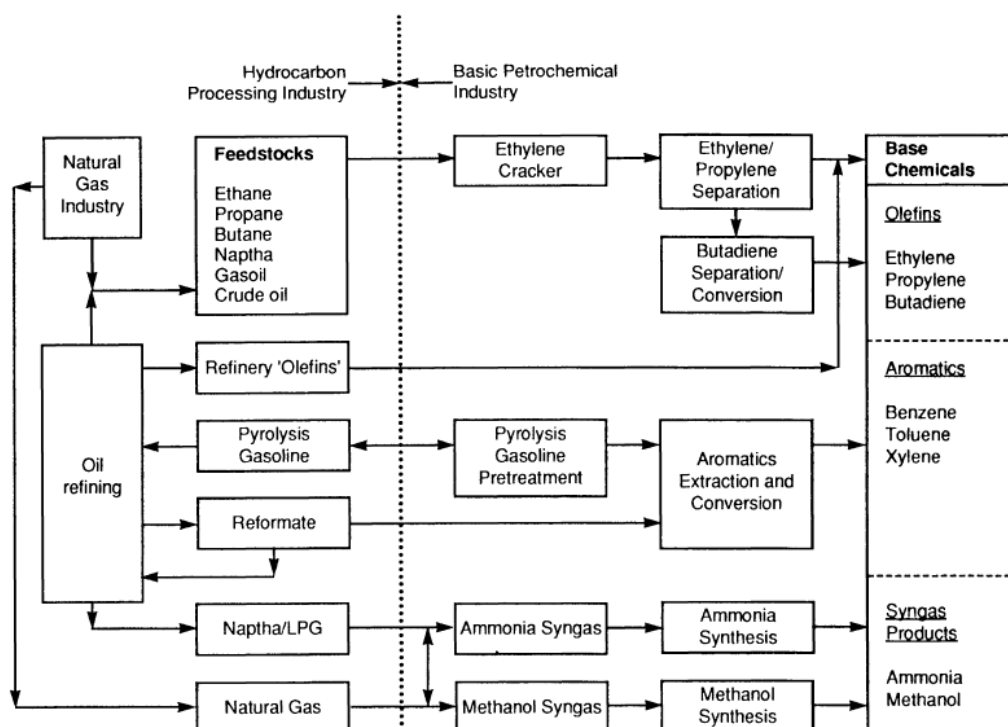 Hydrocarbon
Processing Industry
Basic Petrochemical
Industry
Natural
Gas
Industry
Feedstocks
Ethane
Propane
Butane
Naptha
Gasoil
Crude oil
Ethylene
Cracker
Ethylene/
Propylene
Separation
Butadiene
Separation/
Conversion
Base
Chemicals
Olefins
Ethylene
Propylene
Butadiene
Oil
refining
Refinery 'Olefins'
Pyrolysis
Gasoline
Pyrolysis
Gasoline
Pretreatment
Aromatics
Extraction and
Conversion
Aromatics
Benzene
Toluene
Xylene
Reformate
Naptha/LPG
Ammonia Syngas
Ammonia
Synthesis
Syngas
Products
Ammonia
Methanol
Natural Gas
Methanol Syngas
Methanol
Synthesis